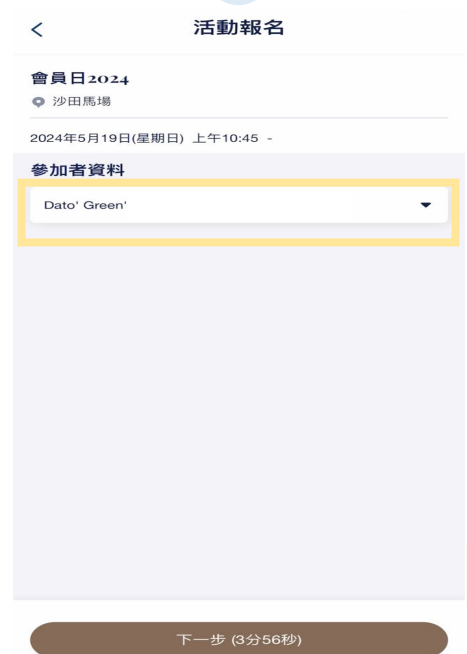 活動報名
會員日2024
沙田馬場
2024年5月19日(星期日) 上午10:45 -
參加者資料
Dato' Green'
下一步 (3分56秒)